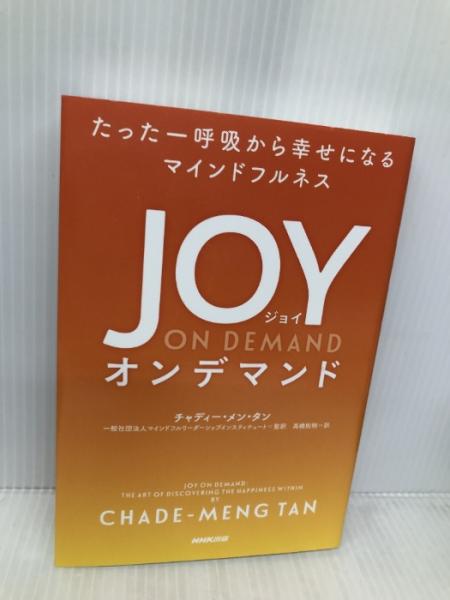 たった一呼吸から幸せになる
マインドフルネス
JOY
ジョイ
ON DEMAND
オンデマンド
チャディー・メン・タン
一般社団法人マインドフルリーダーシップインスティテュート=監訳 高橋則明=訳
JOY ON DEMAND:
THE ART OF DISCOVERING THE HAPPINESS WITHIN
BY
CHADE-MENG TAN
NHK出版